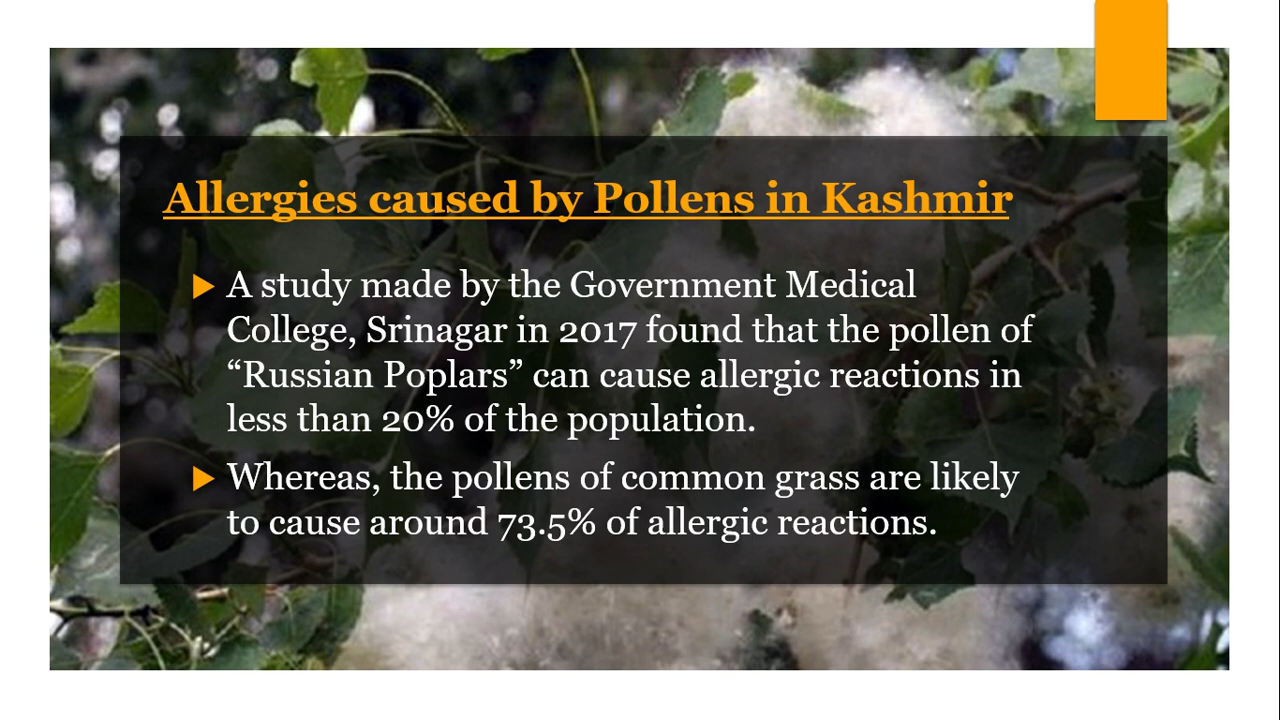 Allergies caused by Pollens in Kashmir
A study made by the Government Medical
College, Srinagar in 2017 found that the pollen of
“Russian Poplars” can cause allergic reactions in
less than 20% of the population.
Whereas, the pollens of common grass are likely
to cause around 73.5% of allergic reactions.